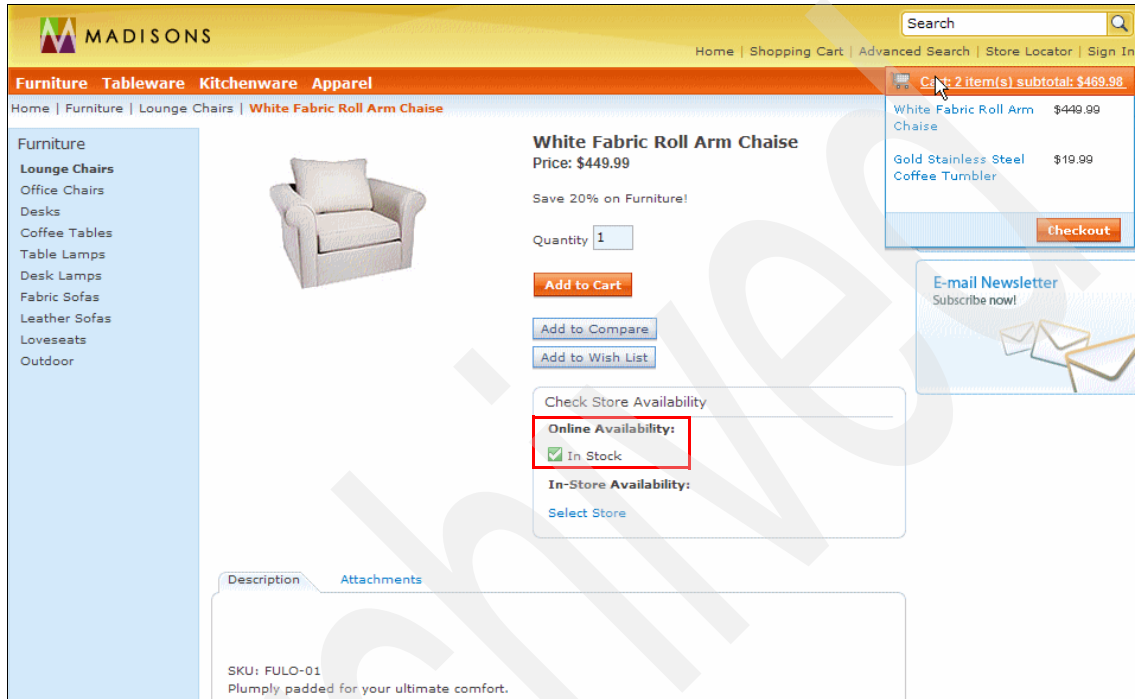 MADISONS
Search
Home | Shopping Cart | Advanced Search | Store Locator | Sign In
Furniture Tableware Kitchenware Apparel
Cart: 2 item(s) subtotal: $469.98
Home | Furniture | Lounge Chairs | White Fabric Roll Arm Chaise
White Fabric Roll Arm $449.99
Chaise
Gold Stainless Steel $19.99
Coffee Tumbler
Checkout
Furniture
Lounge Chairs
Office Chairs
Desks
Coffee Tables
Table Lamps
Desk Lamps
Fabric Sofas
Leather Sofas
Loveseats
Outdoor
White Fabric Roll Arm Chaise
Price: $449.99
Save 20% on Furniture!
Quantity 1
Add to Cart
Add to Compare
Add to Wish List
E-mail Newsletter
Subscribe now!
Check Store Availability
Online Availability:
In Stock
In-Store Availability:
Select Store
Description Attachments
SKU: FULO-01
Plumply padded for your ultimate comfort.